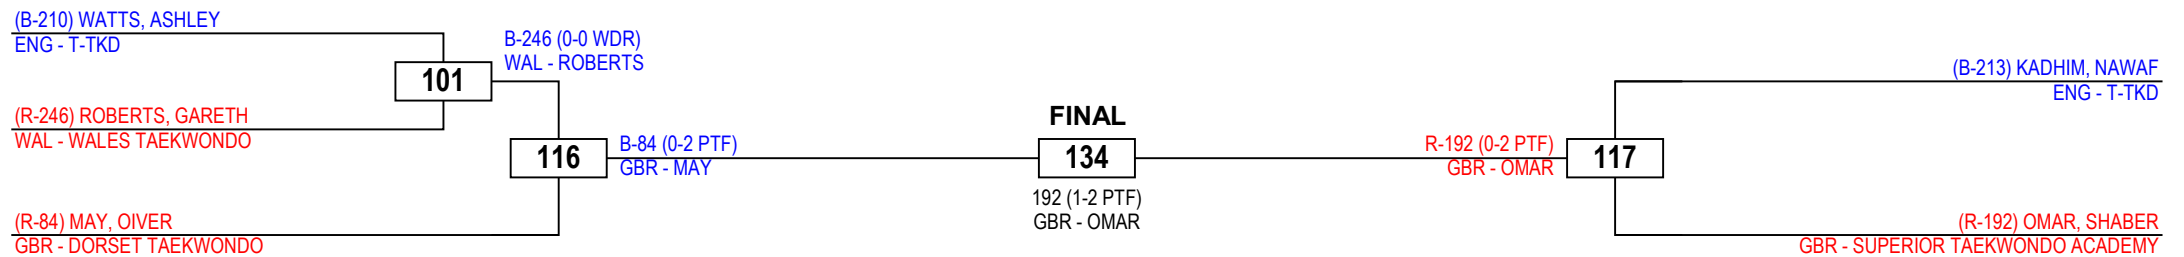 (B-210) WATTS, ASHLEY
ENG - T-TKD
B-246 (0-0 WDR)
WAL - ROBERTS
101
(R-246) ROBERTS, GARETH
WAL - WALES TAEKWONDO
116
B-84 (0-2 PTF)
GBR - MAY
(R-84) MAY, OIVER
GBR - DORSET TAEKWONDO
FINAL
134
192 (1-2 PTF)
GBR - OMAR
R-192 (0-2 PTF)
GBR - OMAR
117
(B-213) KADHIM, NAWAF
ENG - T-TKD
(R-192) OMAR, SHABER
GBR - SUPERIOR TAEKWONDO ACADEMY